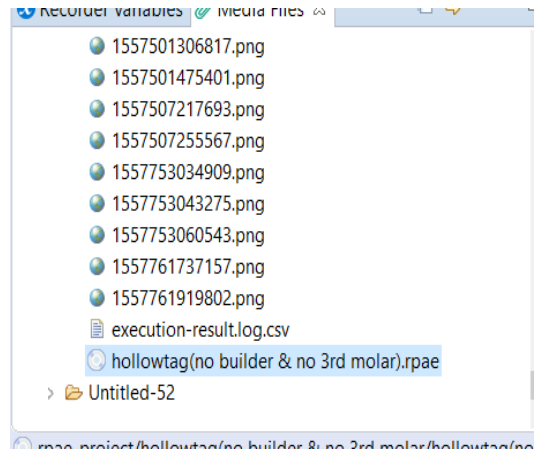 Recorder Variables Media Files
1557501306817.png
1557501475401.png
1557507217693.png
1557507255567.png
1557753034909.png
1557753043275.png
1557753060543.png
1557761737157.png
1557761919802.png
execution-result.log.csv
hollowtag(no builder & no 3rd molar).rpae
Untitled-52
rpae-project/hollowtag(no builder & no 3rd molar/hollowtag(no